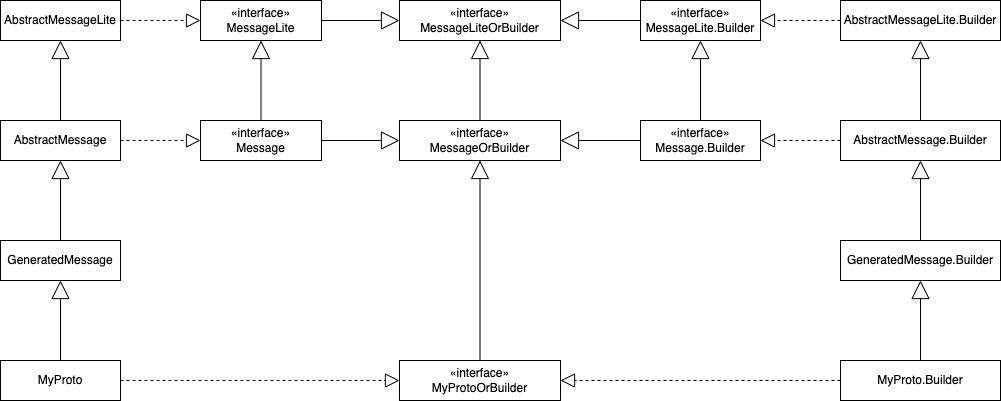 AbstractMessageLite
«interface»
MessageLite
«interface»
MessageLiteOrBuilder
«interface»
MessageLite.Builder
AbstractMessageLite.Builder
AbstractMessage
«interface»
Message
«interface»
MessageOrBuilder
«interface»
Message.Builder
AbstractMessage.Builder
GeneratedMessage
GeneratedMessage.Builder
MyProto
«interface»
MyProtoOrBuilder
MyProto.Builder